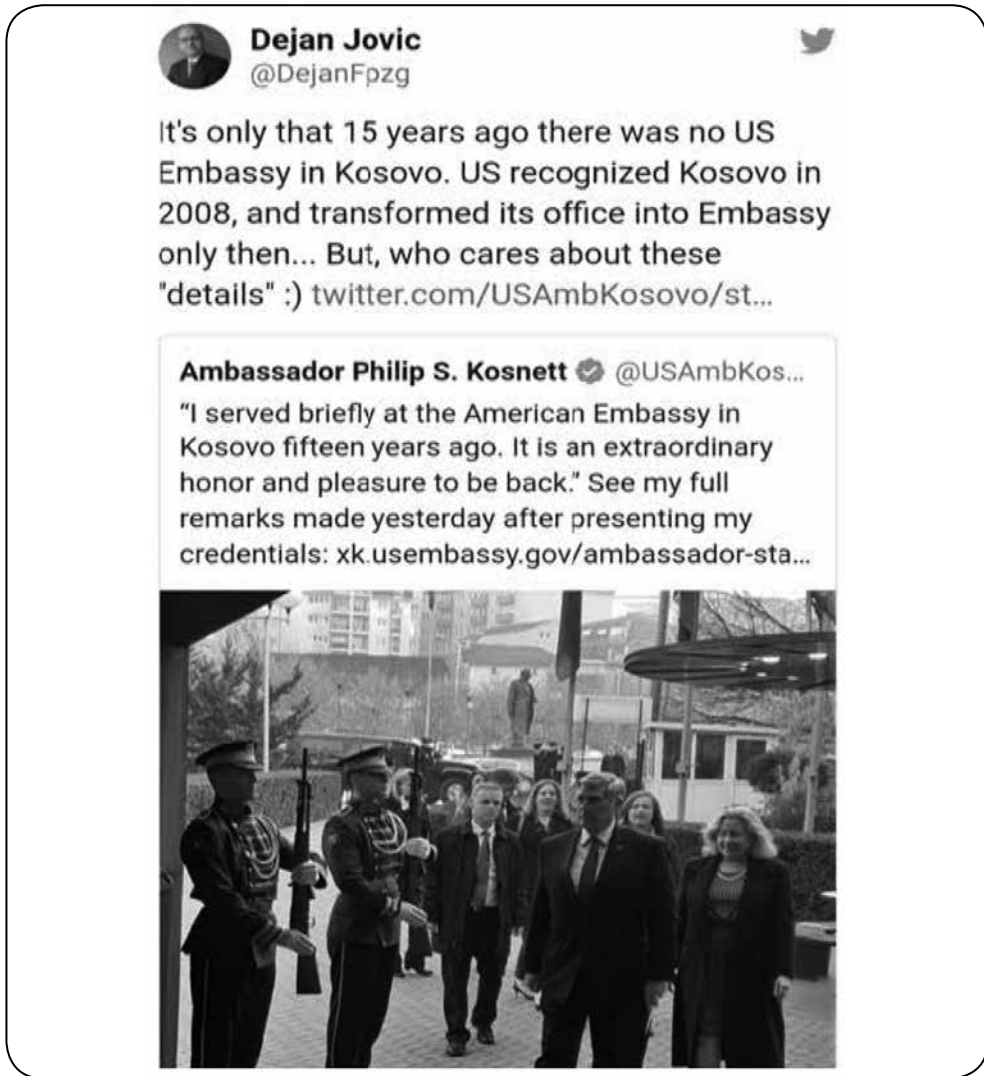 Dejan Jovic
@DejanFpzg
It's only that 15 years ago there was no US
Embassy in Kosovo. US recognized Kosovo in
2008, and transformed its office into Embassy
only then... But, who cares about these
"details" :) twitter.com/USAmbKosovo/st...
Ambassador Philip S. Kosnett @USAmbKos...
“I served briefly at the American Embassy in
Kosovo fifteen years ago. It is an extraordinary
honor and pleasure to be back." See my full
remarks made yesterday after presenting my
credentials: xk.usembassy.gov/ambassador-sta...